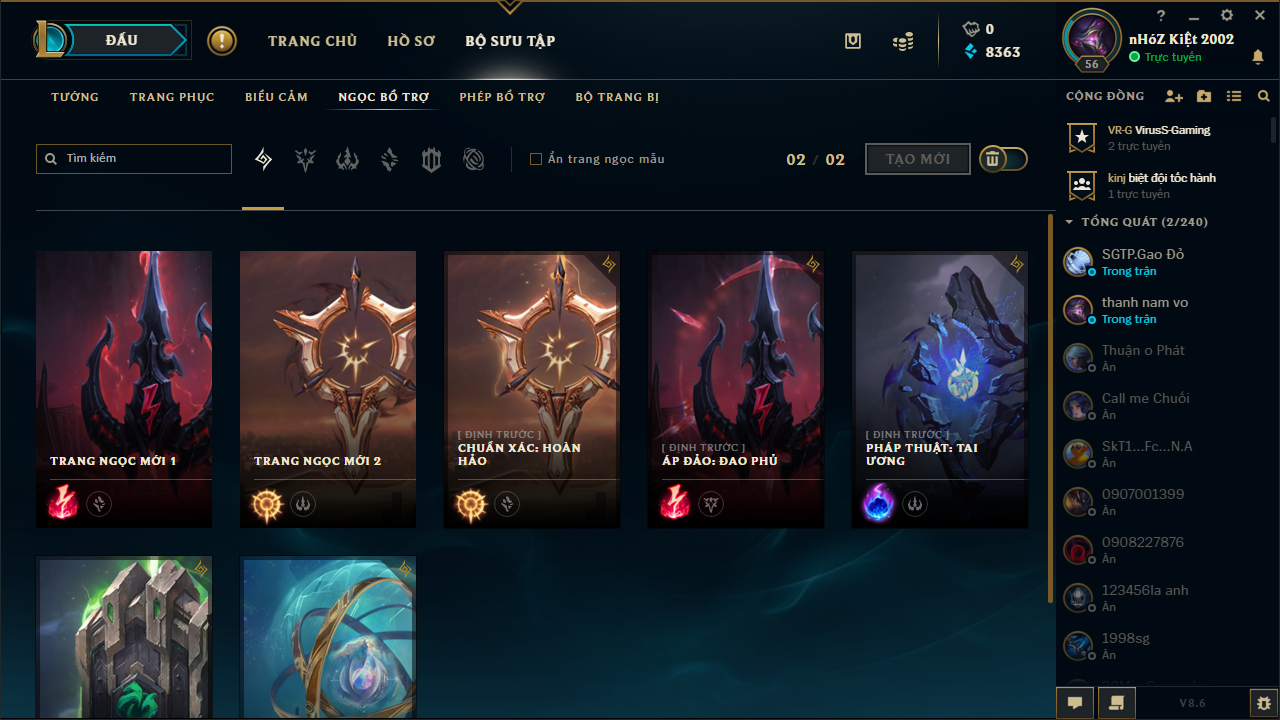 ĐẤU
!
TRANG CHỦ
HỒ SƠ
BỘ SƯU TẬP
0
8363
56
?
nHóZ KiỆt 2002
Trực tuyến
TƯỚNG
TRANG PHỤC
BIỂU CẢM
NGỌC BỔ TRỢ
PHÉP BỔ TRỢ
BỘ TRANG BỊ
Tìm kiếm
Ẩn trang ngọc mẫu
02 / 02
TẠO MỚI
TRANG NGỌC MỚI 1
TRANG NGỌC MỚI 2
[ ĐỊNH TRƯỚC ]
CHUẨN XÁC: HOÀN
HẢO
[ ĐỊNH TRƯỚC ]
ÁP ĐẢO: ĐAO PHỦ
[ ĐỊNH TRƯỚC ]
PHÁP THUẬT: TAI
ƯƠNG
CỘNG ĐỒNG
VR-G VirusS-Gaming
2 trực tuyến
kinj biệt đội tốc hành
1 trực tuyến
TỔNG QUÁT (2/240)
SGTP.Gao Đỏ
Trong trận
thanh nam vo
Trong trận
Thuận o Phát
Ẩn
Call me Chuối
Ẩn
SkT1...Fc...N.A
Ẩn
0907001399
Ẩn
0908227876
Ẩn
123456la anh
Ẩn
1998sg
Ẩn
V8.6